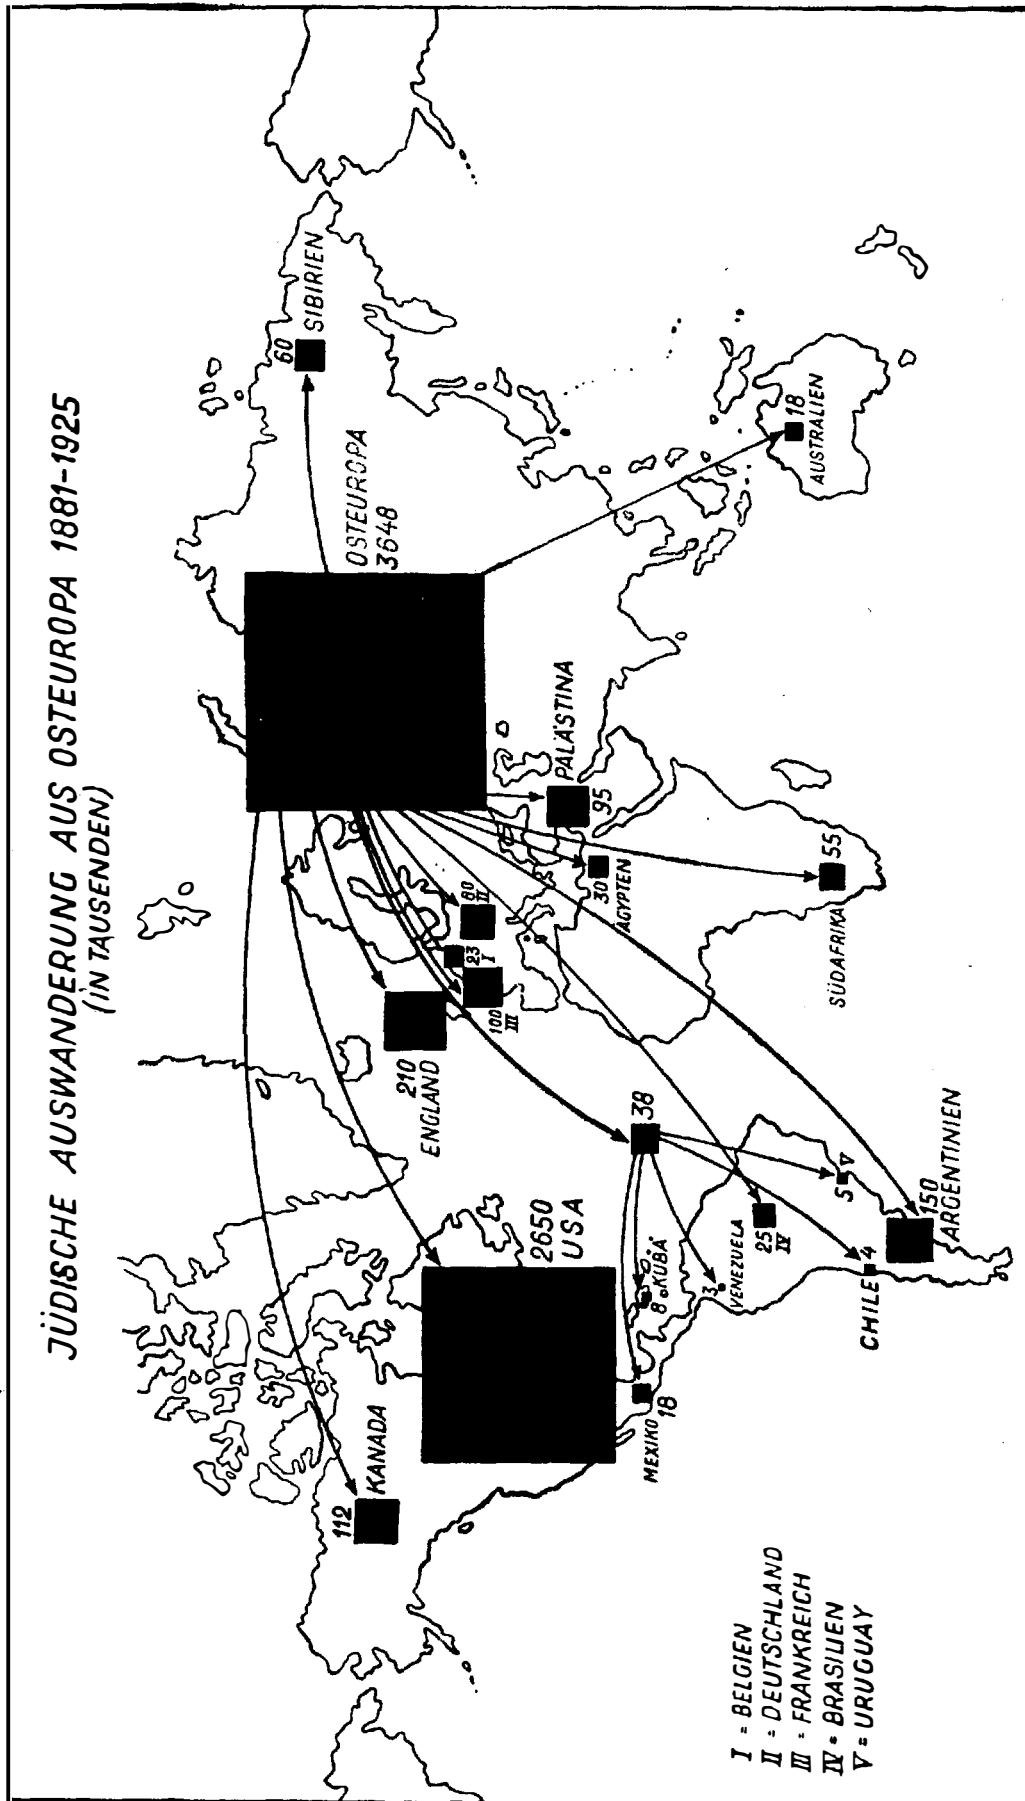 JÜDISCHE AUSWANDERUNG AUS OSTEUROPA 1881-1925
(IN TAUSENDEN)
112
KANADA
2650
USA
210
ENGLAND
100
III
23
I
80
II
OSTEUROPA
3648
60
SIBIRIEN
PALÄSTINA
95
30
ÄGYPTEN
38
MEXIKO
18
8
KUBA
3
VENEZUELA
25
IV
5
V
CHILE
4
150
ARGENTINIEN
SÜDAFRIKA
55
18
AUSTRALIEN
I = BELGIEN
II = DEUTSCHLAND
III = FRANKREICH
IV = BRASILIEN
V = URUGUAY